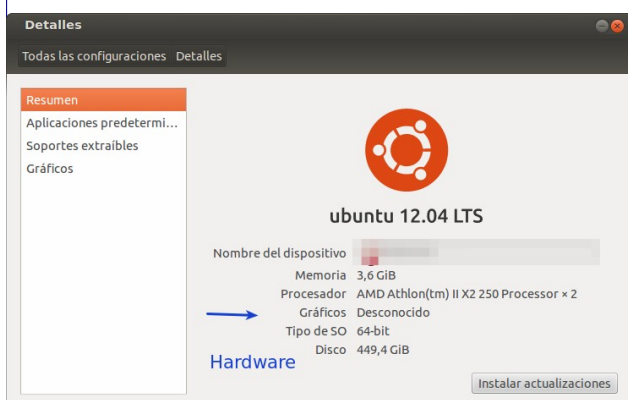 Detalles
Todas las configuraciones Detalles
Resumen
Aplicaciones predetermi...
Soportes extraíbles
Gráficos
ubuntu 12.04 LTS
Nombre del dispositivo
Memoria 3,6 GiB
Procesador AMD Athlon(tm) II X2 250 Processor × 2
Gráficos Desconocido
Tipo de SO 64-bit
Disco 449,4 GiB
Hardware
Instalar actualizaciones